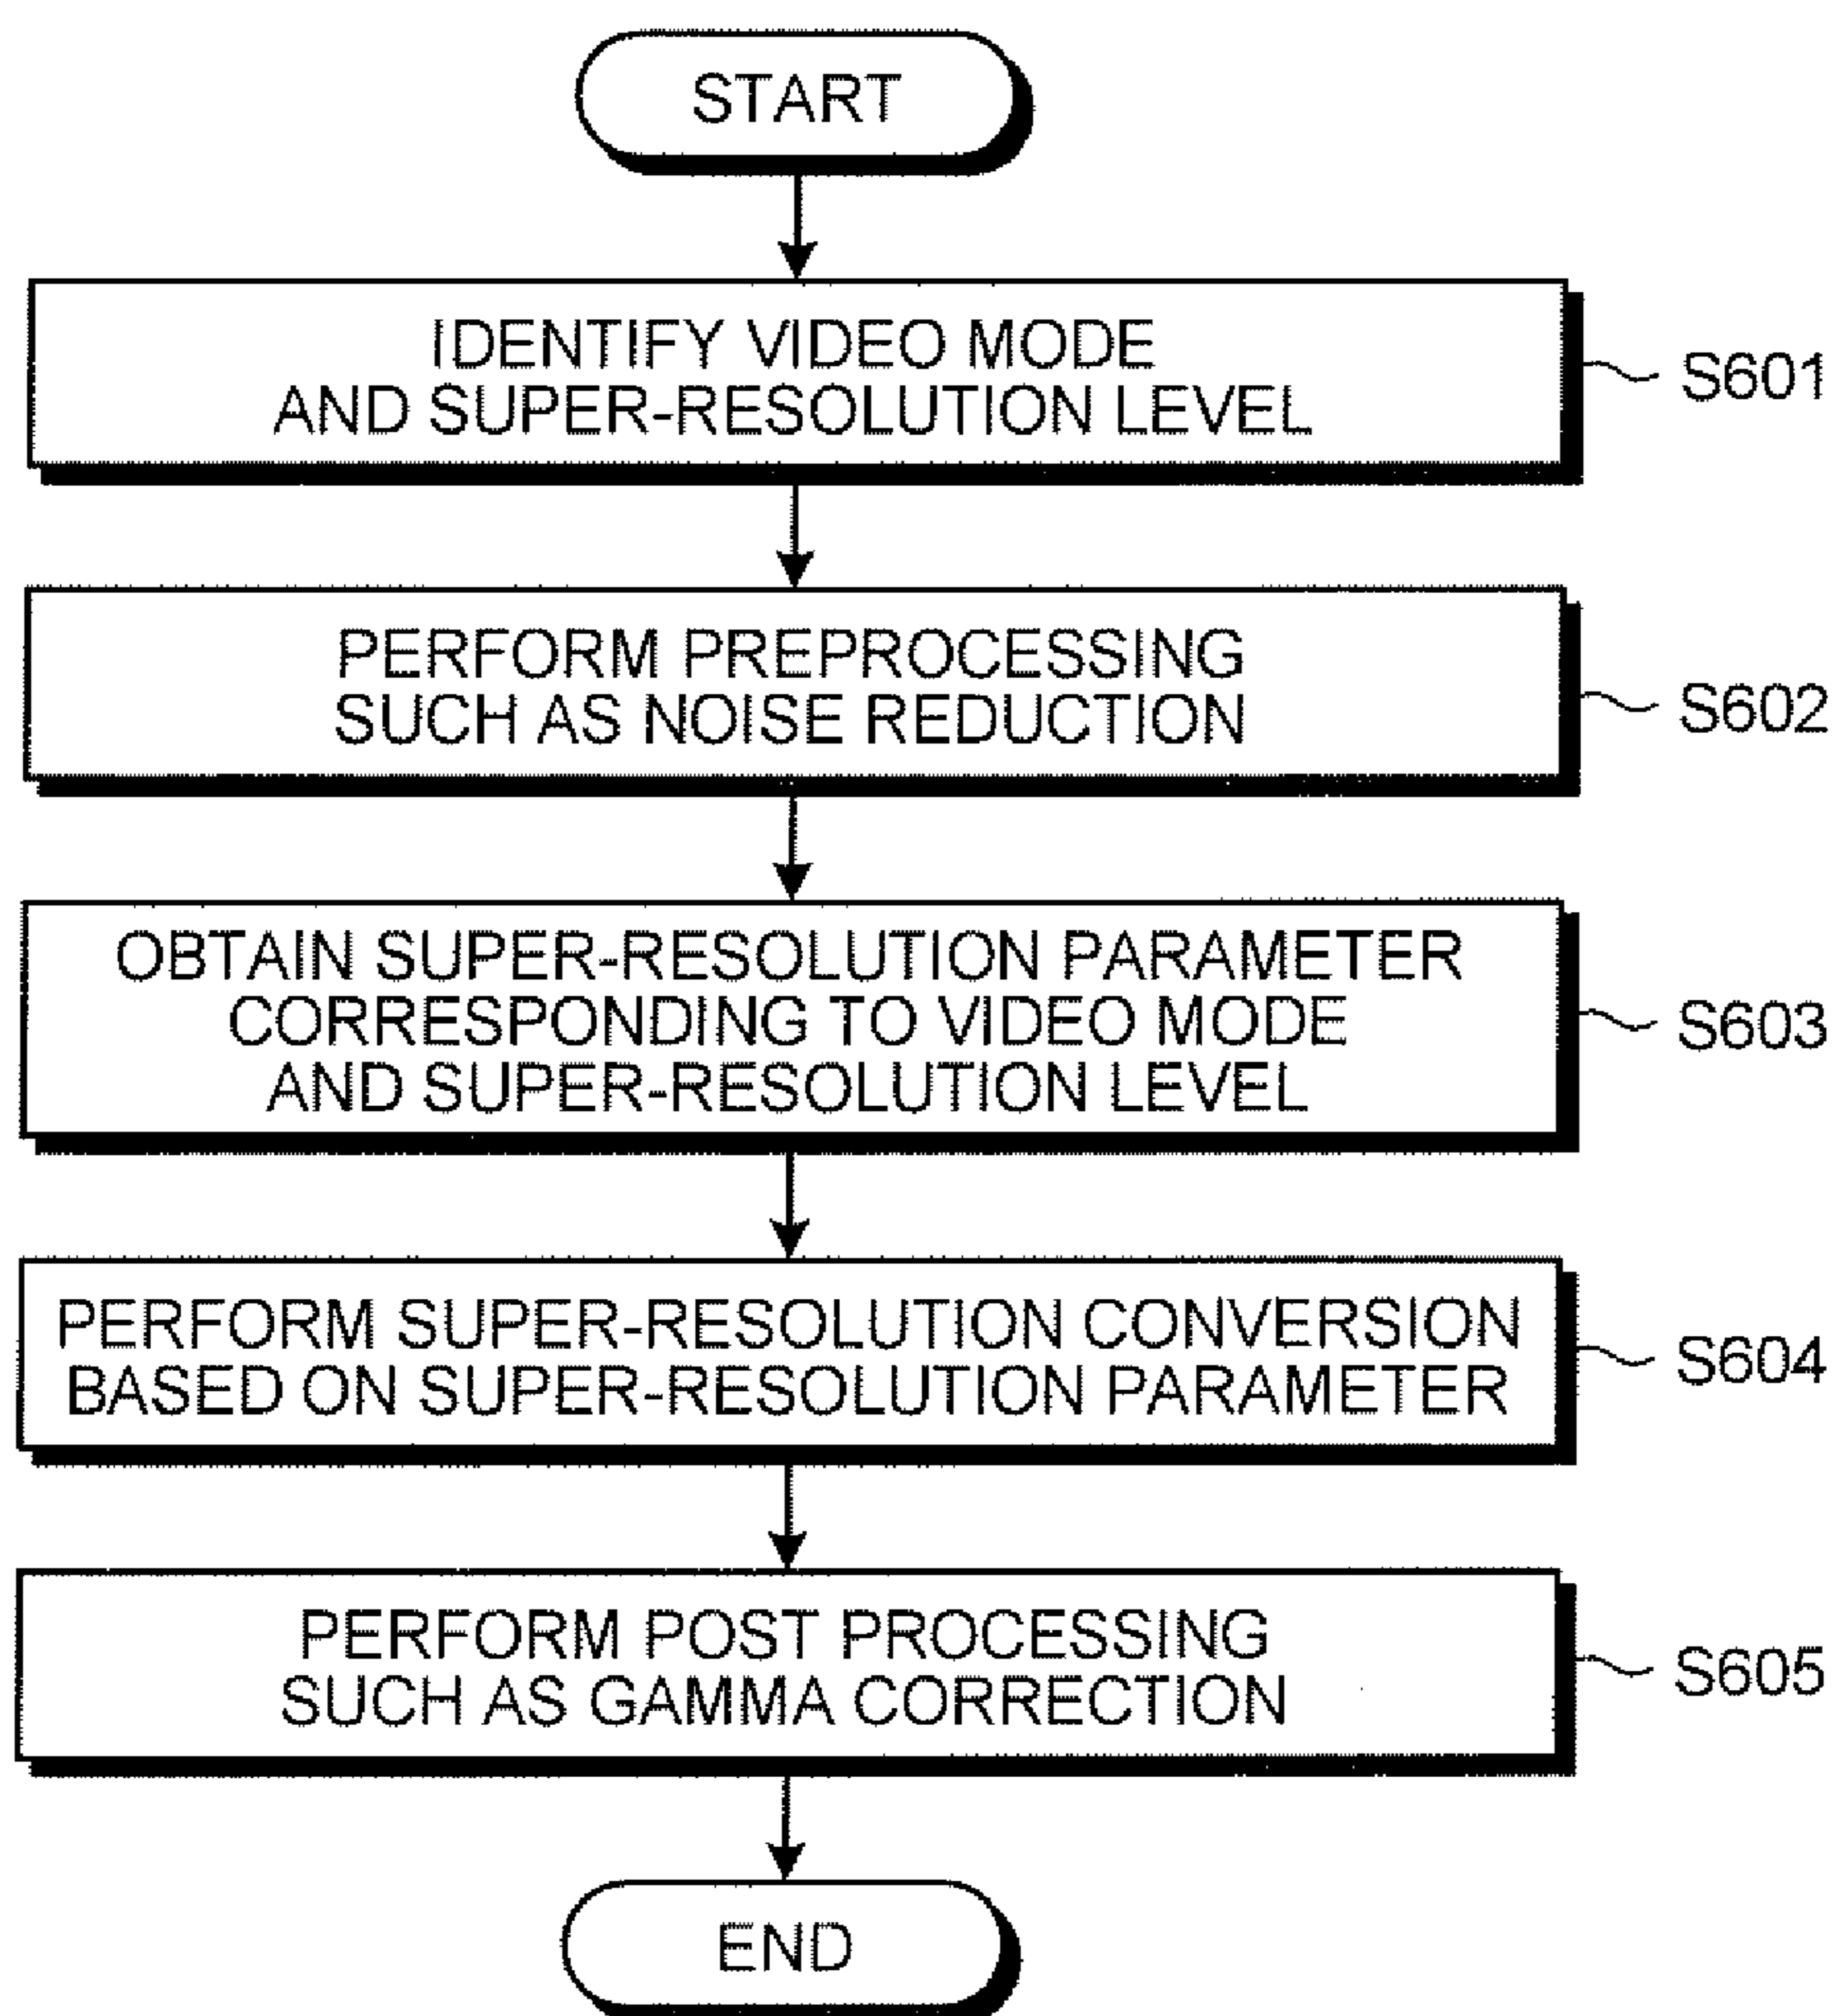 START
IDENTIFY VIDEO MODE
AND SUPER-RESOLUTION LEVEL
S601
PERFORM PREPROCESSING
SUCH AS NOISE REDUCTION
S602
OBTAIN SUPER-RESOLUTION PARAMETER
CORRESPONDING TO VIDEO MODE
AND SUPER-RESOLUTION LEVEL
S603
PERFORM SUPER-RESOLUTION CONVERSION
BASED ON SUPER-RESOLUTION PARAMETER
S604
PERFORM POST PROCESSING
SUCH AS GAMMA CORRECTION
S605
END